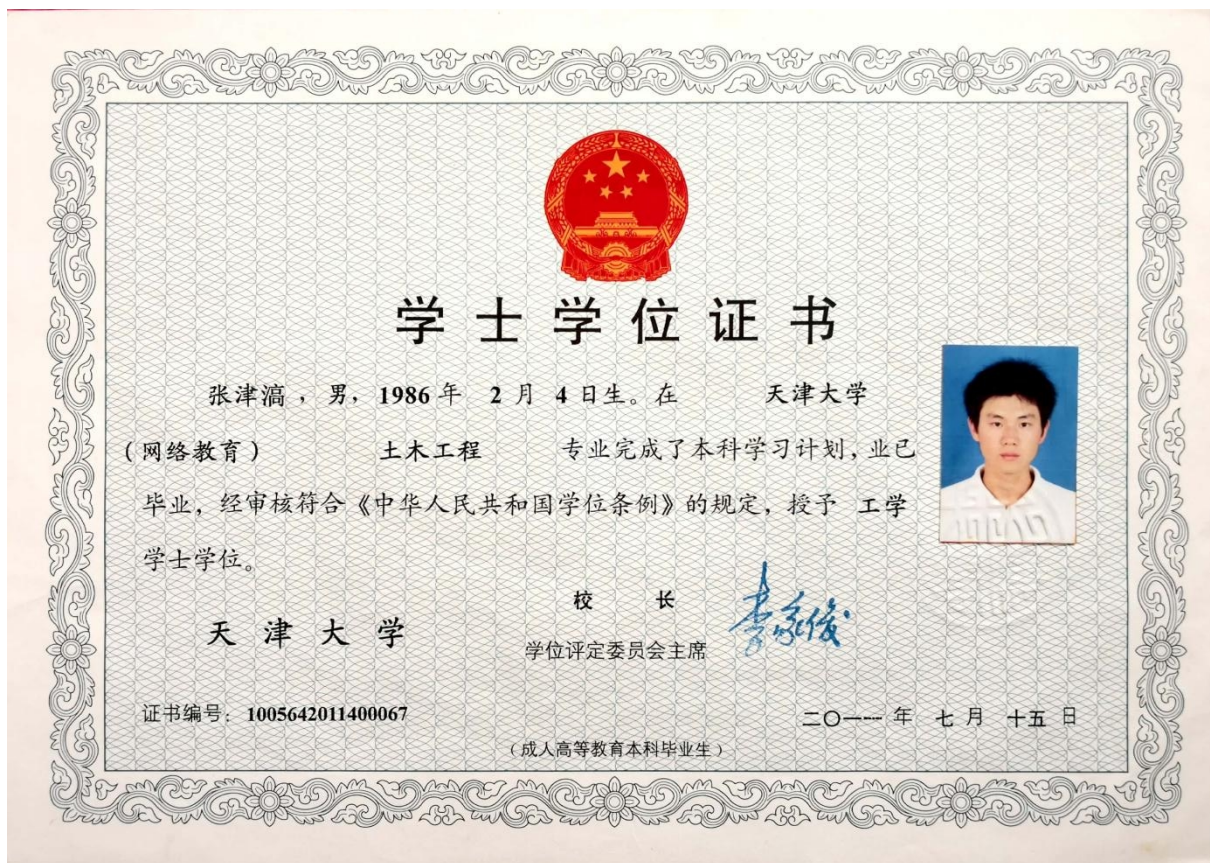 学士学位证书
张津滈，男，1986年 2月 4日生。在 天津大学
（网络教育） 土木工程 专业完成了本科学习计划，业已
毕业，经审核符合《中华人民共和国学位条例》的规定，授予 工学
学士学位。
校 长 李家俊
天津大学
学位评定委员会主席
证书编号：1005642011400067
二〇一一年 七月 十五日
（成人高等教育本科毕业生）